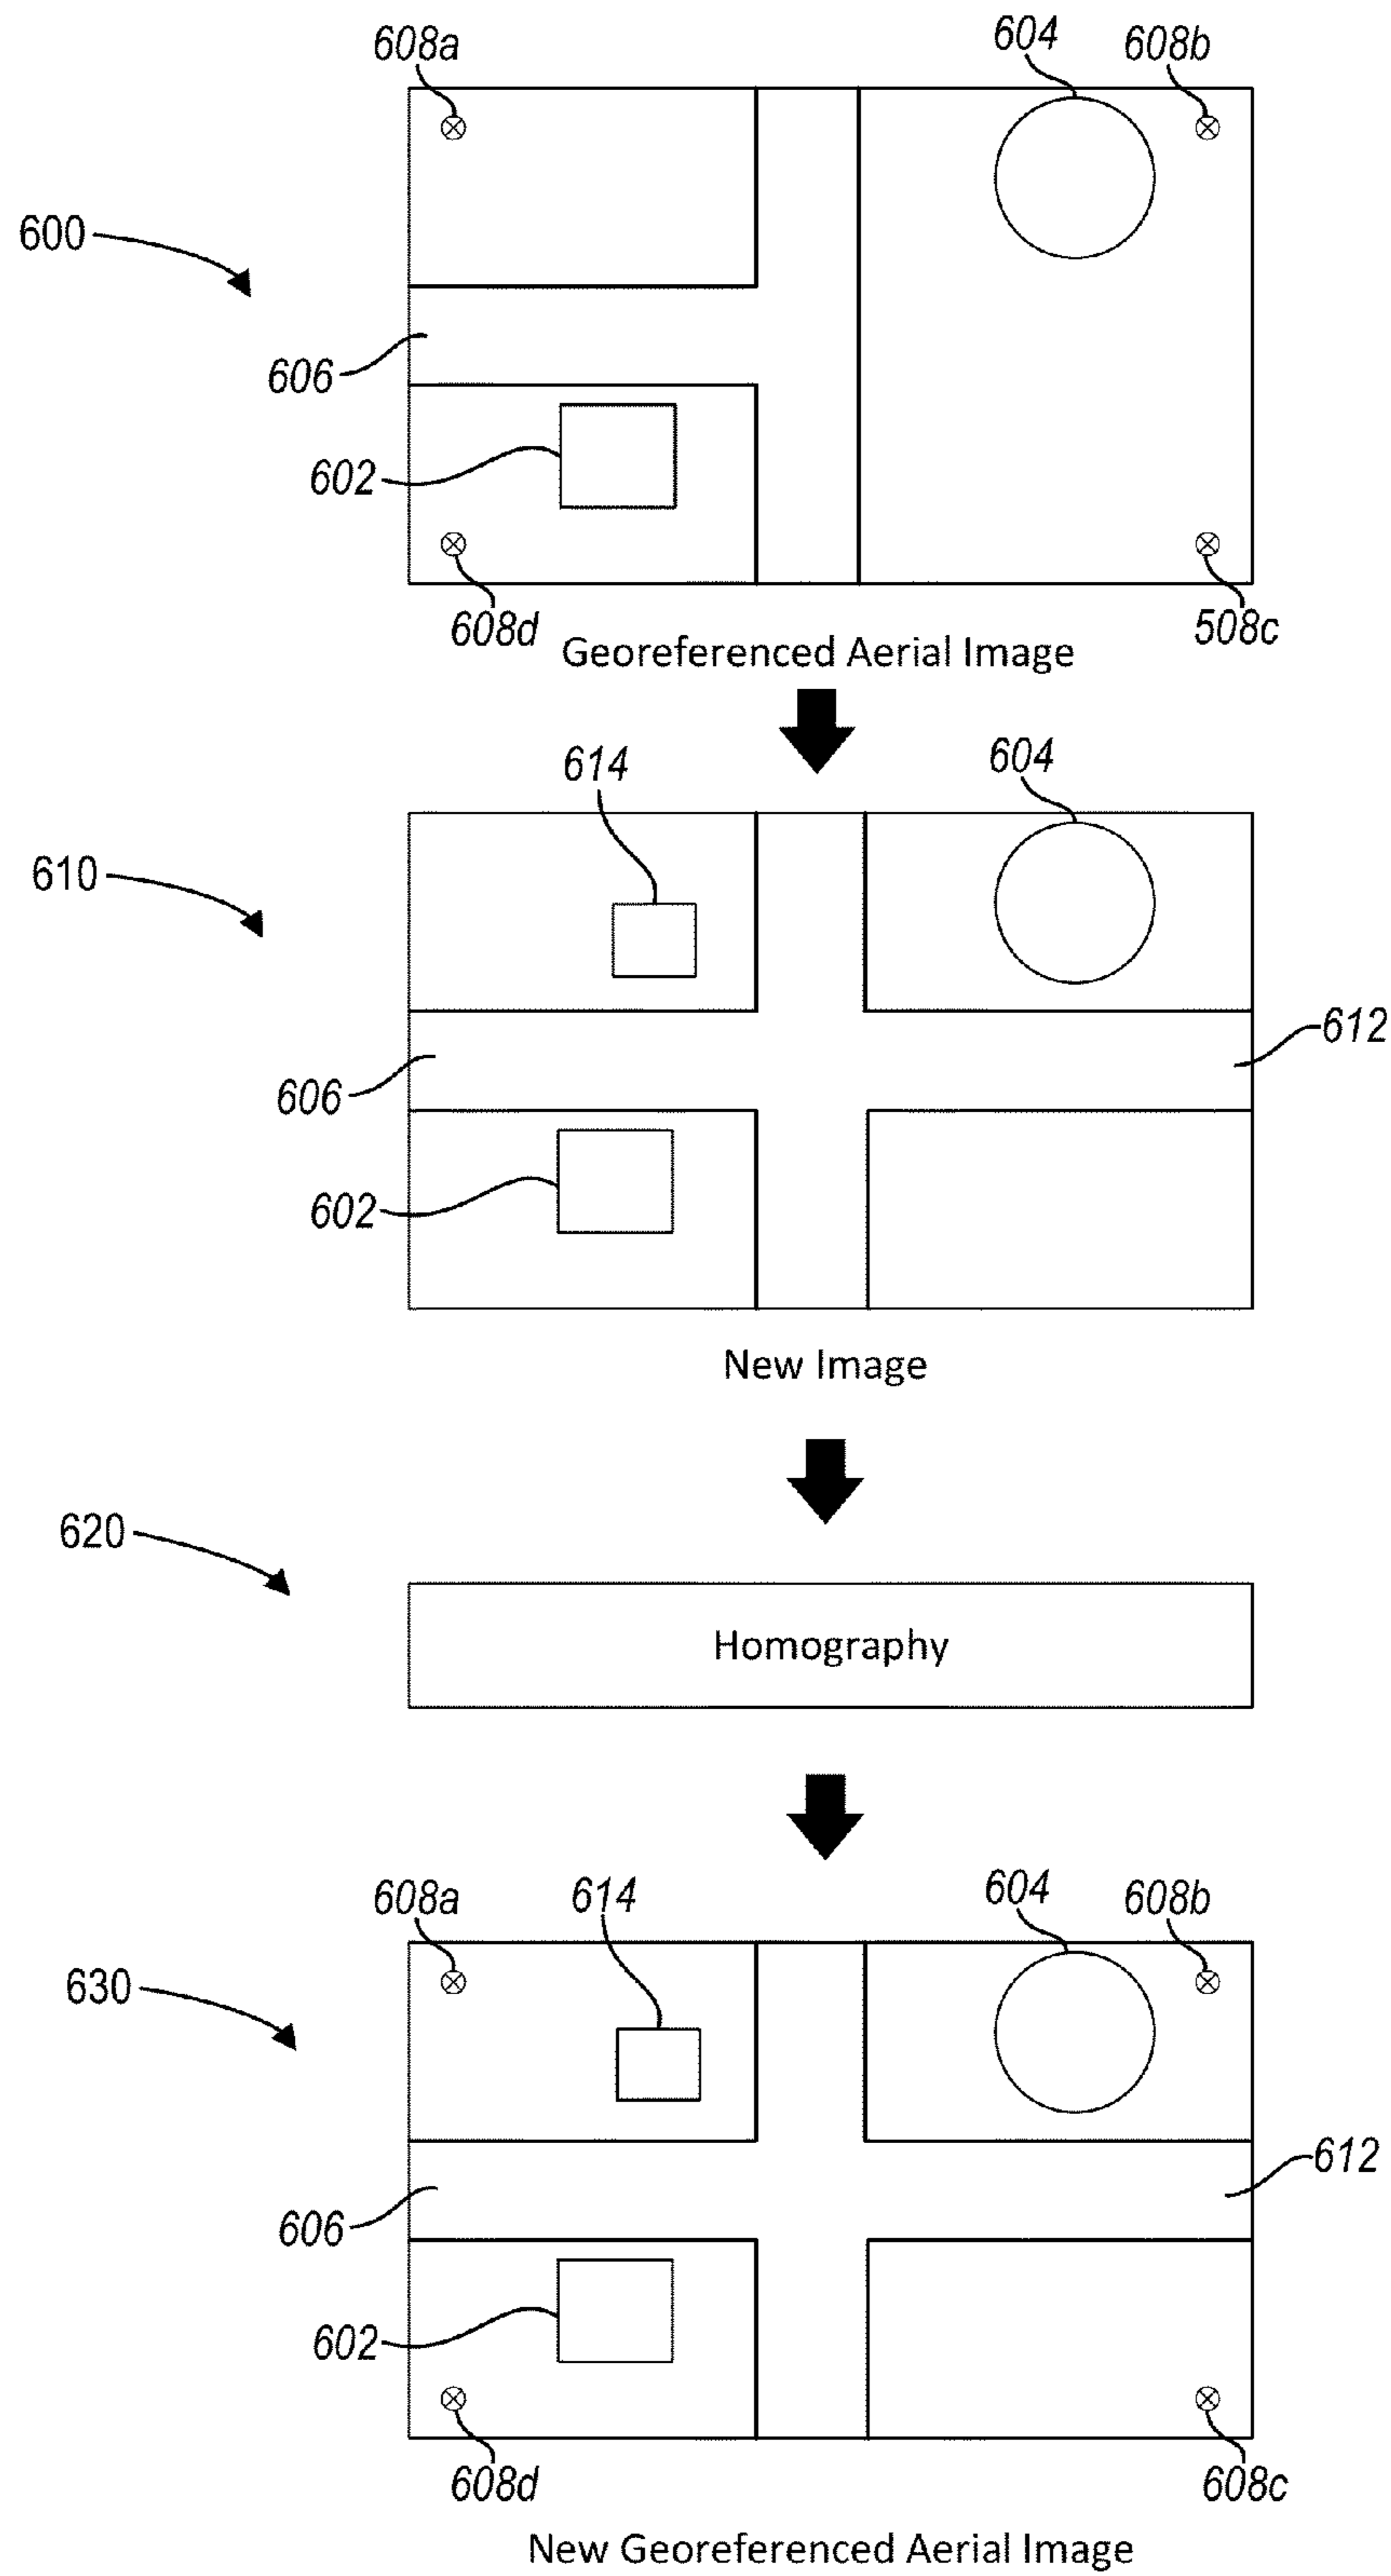 608a 604 608b
600
606
602
608d 508c
Georeferenced Aerial Image
614 604
610
612
606
602
New Image
620
Homography
608a 614 604 608b
630
612
606
602
608d 608c
New Georeferenced Aerial Image